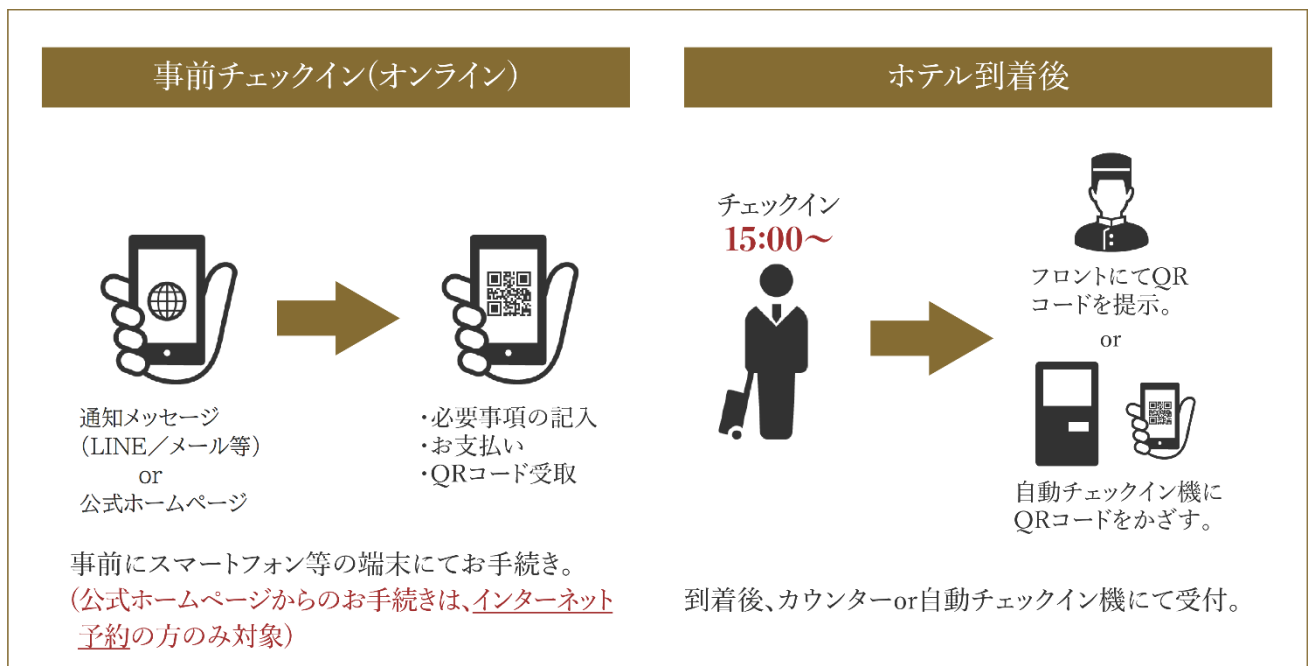 事前チェックイン(オンライン)
通知メッセージ
(LINE／メール等)
or
公式ホームページ
・必要事項の記入
・お支払い
・QRコード受取
事前にスマートフォン等の端末にてお手続き。
(公式ホームページからのお手続きは、インターネット
予約の方のみ対象)
ホテル到着後
チェックイン
15:00〜
フロントにてQR
コードを提示。
or
自動チェックイン機に
QRコードをかざす。
到着後、カウンターor自動チェックイン機にて受付。